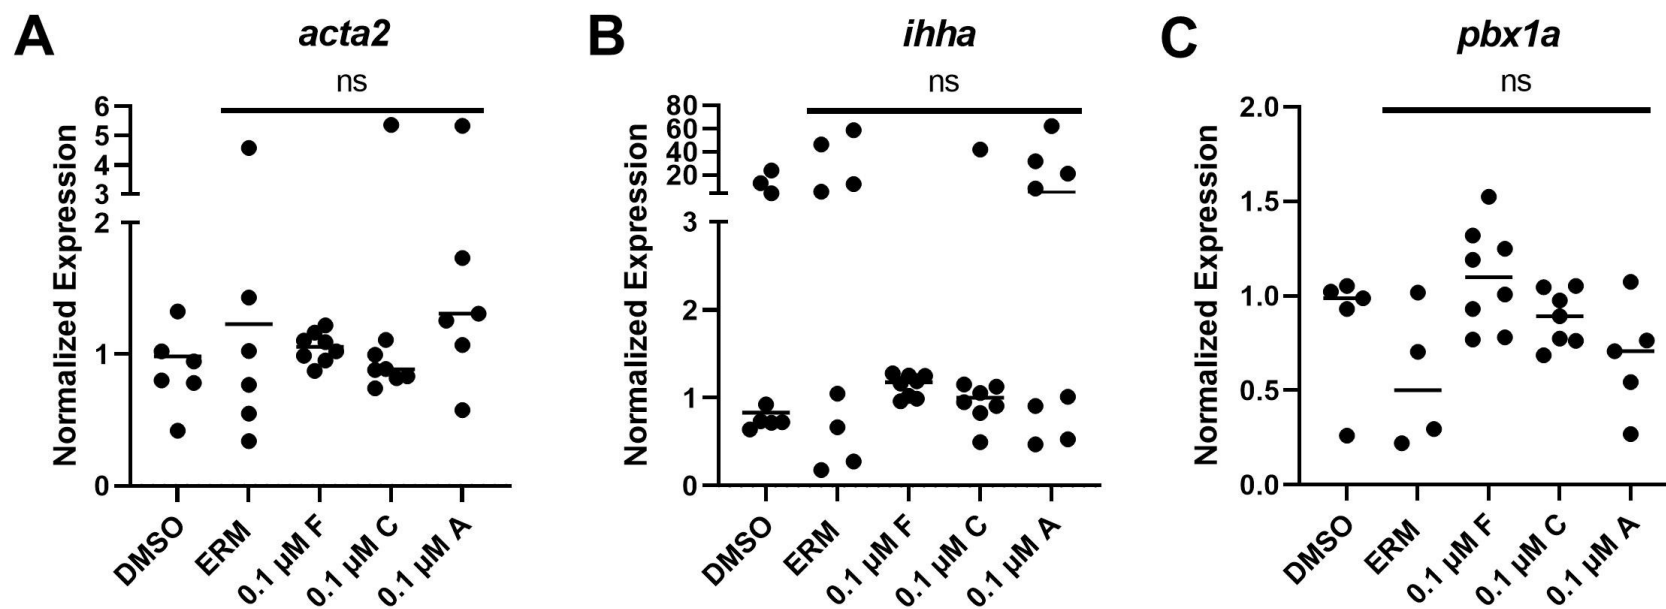 A
acta2
ns
Normalized Expression
6
5
4
3
2
1
0
DMSO
ERM
0.1 µM F
0.1 µM C
0.1 µM A
B
ihha
ns
Normalized Expression
80
60
40
20
3
2
1
0
DMSO
ERM
0.1 µM F
0.1 µM C
0.1 µM A
C
pbx1a
ns
Normalized Expression
2.0
1.5
1.0
0.5
0.0
DMSO
ERM
0.1 µM F
0.1 µM C
0.1 µM A